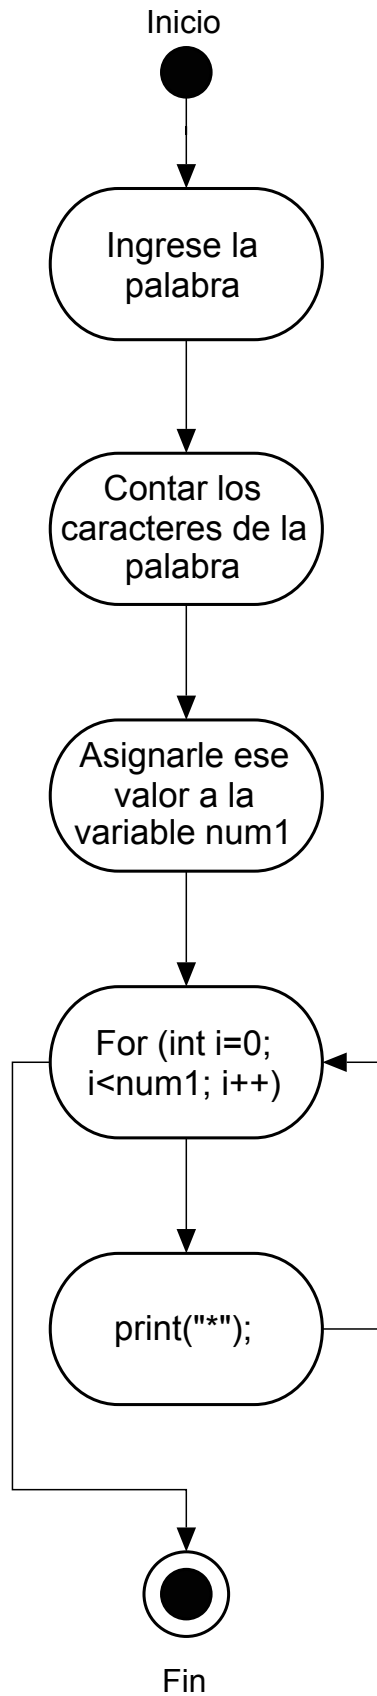 Inicio
Ingrese la
palabra
Contar los
caracteres de la
palabra
Asignarle ese
valor a la
variable num1
For (int i=0;
i<num1; i++)
print("*");
Fin